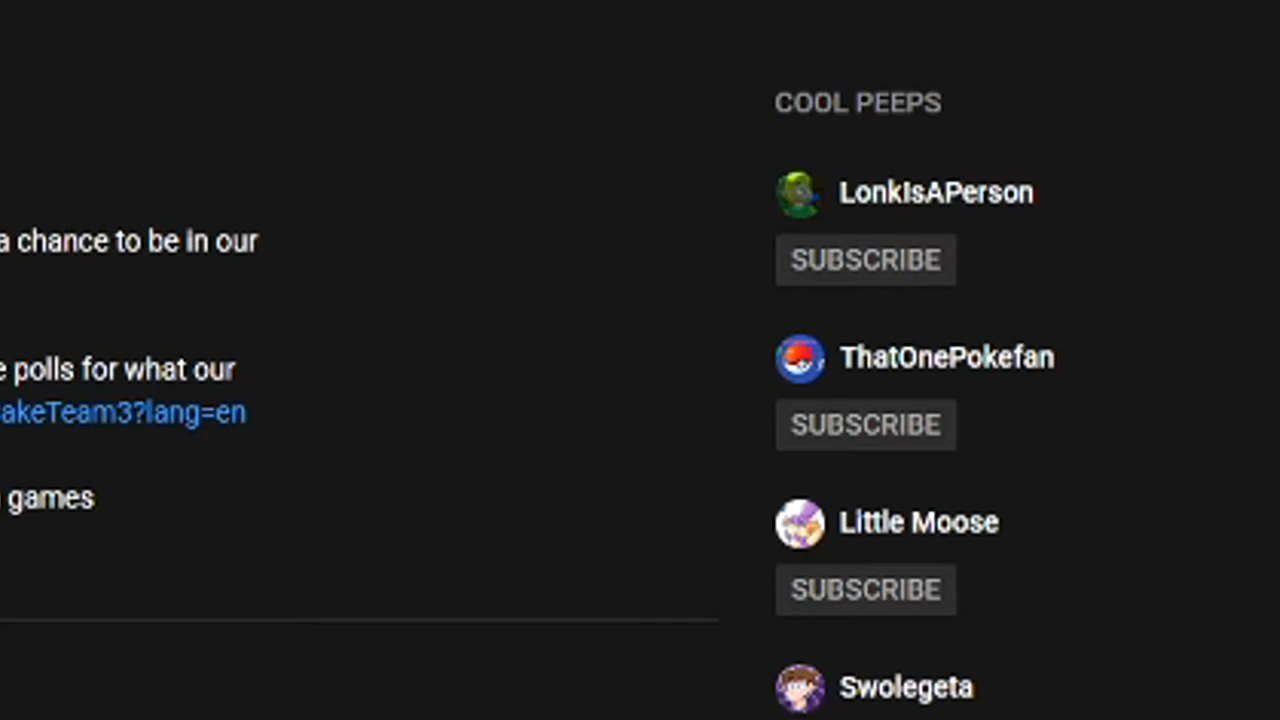 a chance to be in our
polls for what our
akeTeam3?lang=en
games
COOL PEEPS
LonkIsAPerson
SUBSCRIBE
ThatOnePokefan
SUBSCRIBE
Little Moose
SUBSCRIBE
Swolegeta